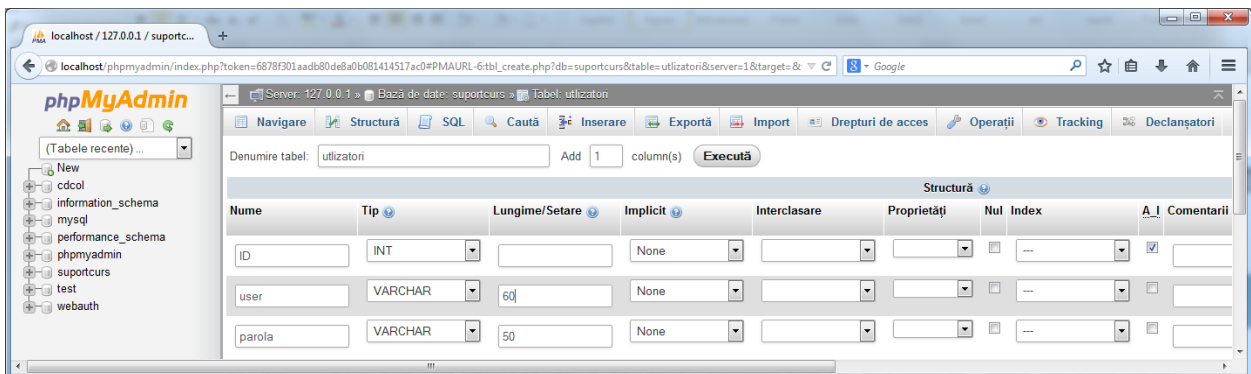 localhost / 127.0.0.1 / suportc...
localhost/phpmyadmin/index.php?token=6878f301aadb80de8a0b081414517ac0#PMAURL-6:tbl_create.php?db=suportcurs&table=utlizatori&server=1&target=&
Google
phpMyAdmin
(Tabele recente) ...
New
cdcol
information_schema
mysql
performance_schema
phpmyadmin
suportcurs
test
webauth
Server: 127.0.0.1 » Bază de date: suportcurs » Tabel: utlizatori
Navigare Structură SQL Caută Inserare Exportă Import Drepturi de acces Operații Tracking Declanșatori
Denumire tabel: utlizatori Add 1 column(s) Execută
Structură
Nume Tip Lungime/Setare Implicit Interclasare Proprietăți Nul Index A_I Comentarii
ID INT None ---
user VARCHAR 60 None ---
parola VARCHAR 50 None ---